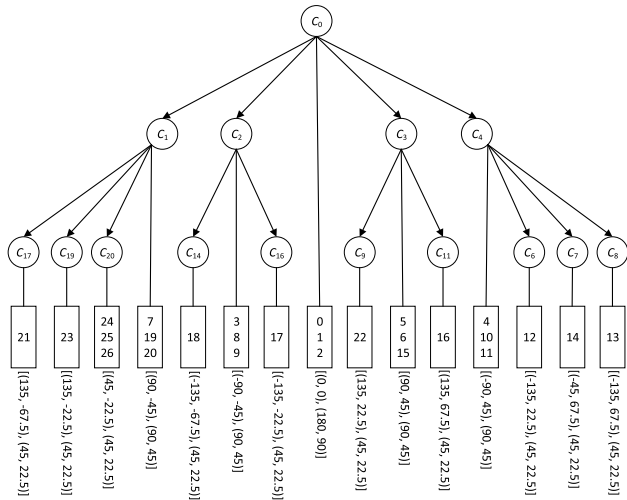 C0
C1
C2
C3
C4
C17
C19
C20
C14
C16
C9
C11
C6
C7
C8
21
23
24
25
26
7
19
20
18
3
8
9
17
0
1
2
22
5
6
15
16
4
10
11
12
14
13
[(135, -67.5), (45, 22.5)]
[(135, -22.5), (45, 22.5)]
[(45, -22.5), (45, 22.5)]
[(90, -45), (90, 45)]
[(-135, -67.5), (45, 22.5)]
[(-90, -45), (90, 45)]
[(-135, -22.5), (45, 22.5)]
[(0, 0), (180, 90)]
[(135, 22.5), (45, 22.5)]
[(90, 45), (90, 45)]
[(135, 67.5), (45, 22.5)]
[(-90, 45), (90, 45)]
[(-135, 22.5), (45, 22.5)]
[(-45, 67.5), (45, 22.5)]
[(-135, 67.5), (45, 22.5)]